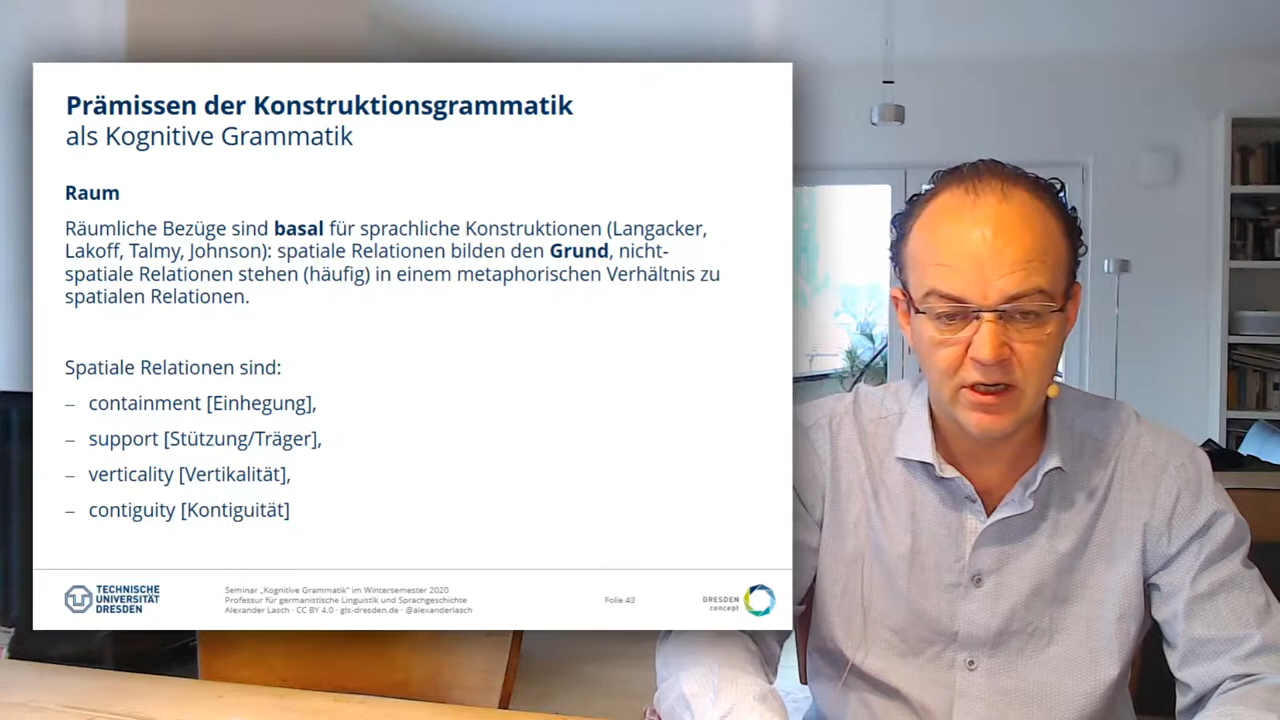 Prämissen der Konstruktionsgrammatik
als Kognitive Grammatik
Raum
Räumliche Bezüge sind basal für sprachliche Konstruktionen (Langacker,
Lakoff, Talmy, Johnson): spatiale Relationen bilden den Grund, nicht-
spatiale Relationen stehen (häufig) in einem metaphorischen Verhältnis zu
spatialen Relationen.
Spatiale Relationen sind:
– containment [Einhegung],
– support [Stützung/Träger],
– verticality [Vertikalität],
– contiguity [Kontiguität]
TECHNISCHE
UNIVERSITÄT
DRESDEN
Seminar „Kognitive Grammatik" im Wintersemester 2020
Professur für germanistische Linguistik und Sprachgeschichte
Alexander Lasch · CC BY 4.0 · gls-dresden.de · @alexanderlasch
Folie 43
DRESDEN
concept